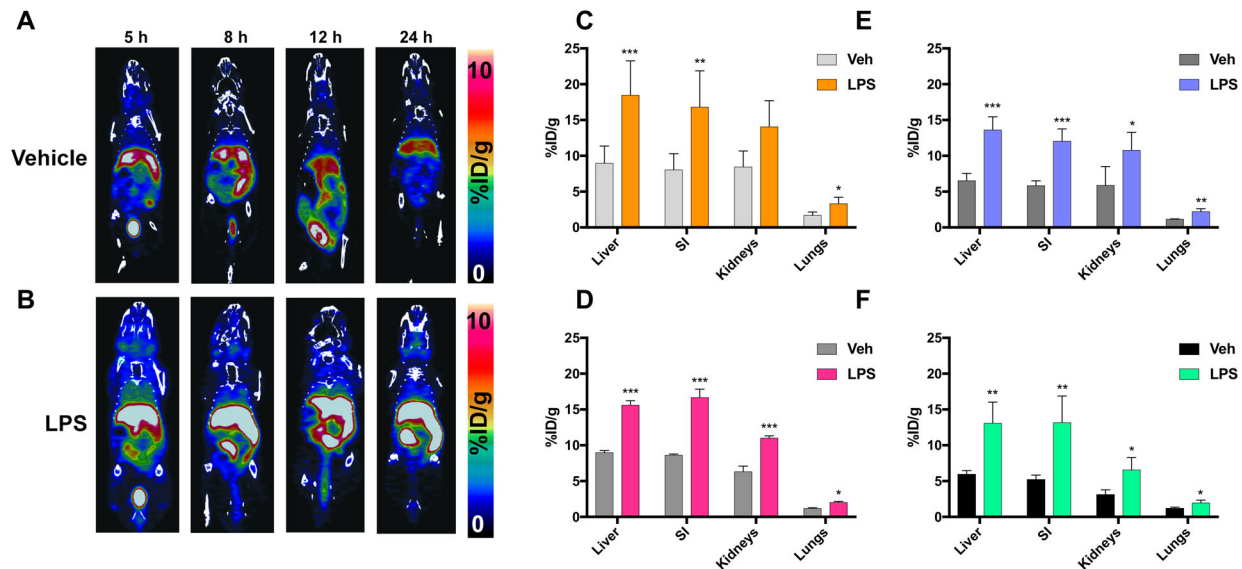 A
5 h 8 h 12 h 24 h
Vehicle
10
%ID/g
0
B
LPS
10
%ID/g
0
C
25
20
15
10
5
0
%ID/g
*** ** *
Veh
LPS
Liver SI Kidneys Lungs
D
25
20
15
10
5
0
%ID/g
*** *** *** *
Veh
LPS
Liver SI Kidneys Lungs
E
25
20
15
10
5
0
%ID/g
*** *** * **
Veh
LPS
Liver SI Kidneys Lungs
F
25
20
15
10
5
0
%ID/g
** ** * *
Veh
LPS
Liver SI Kidneys Lungs